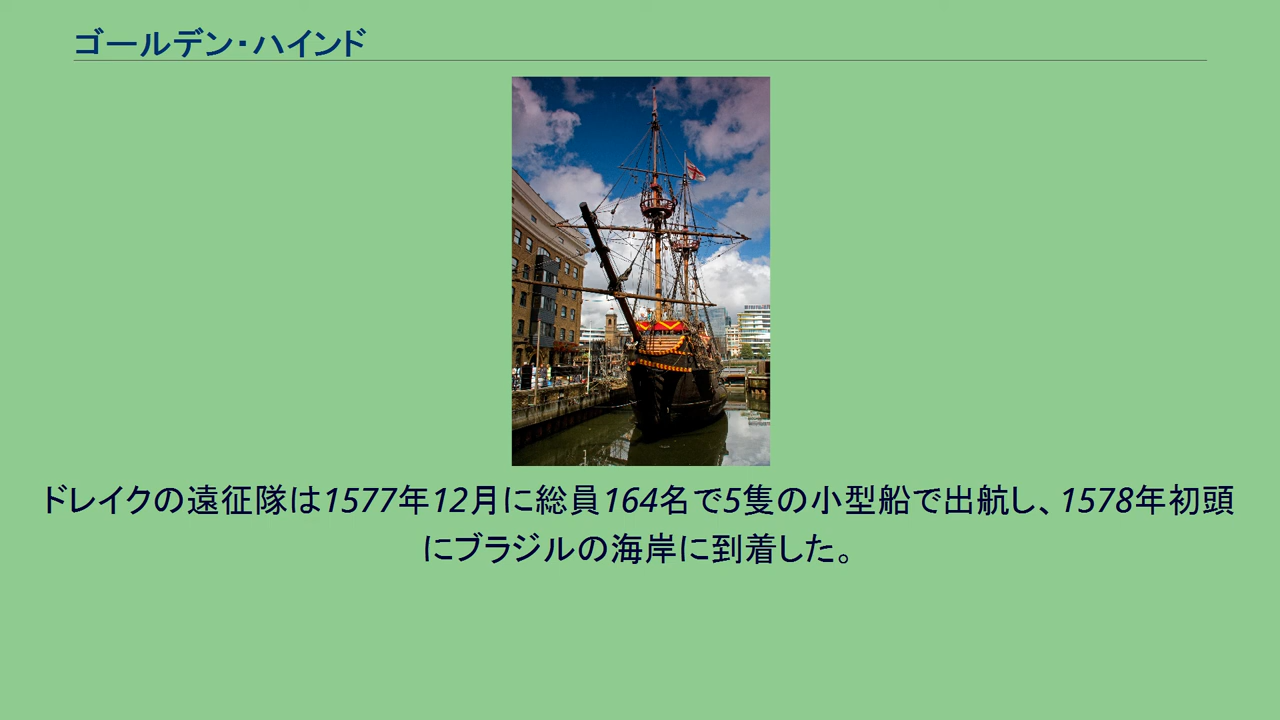 ゴールデン・ハインド
ドレイクの遠征隊は1577年12月に総員164名で5隻の小型船で出航し、1578年初頭
にブラジルの海岸に到着した。